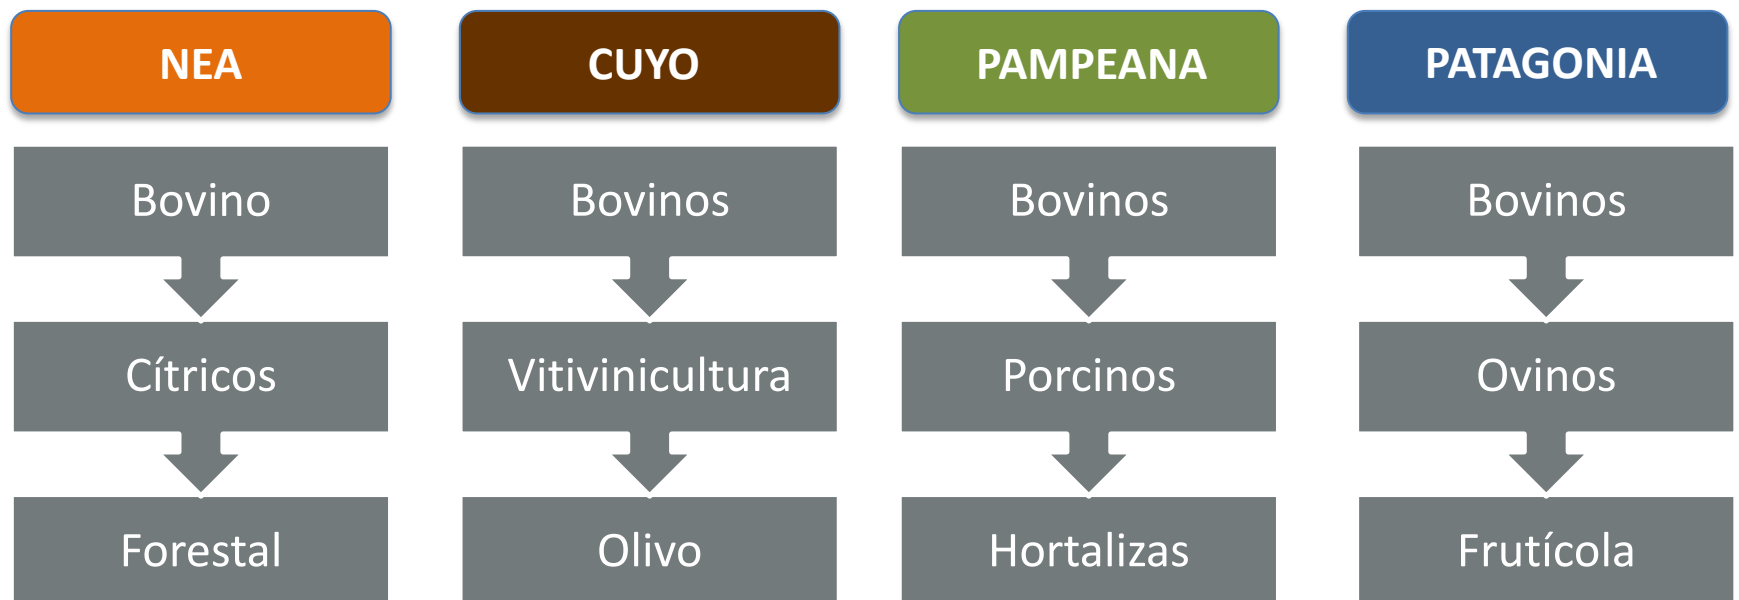 NEA
CUYO
PAMPEANA
PATAGONIA
Bovino
Bovinos
Bovinos
Bovinos
Cítricos
Vitivinicultura
Porcinos
Ovinos
Forestal
Olivo
Hortalizas
Frutícola